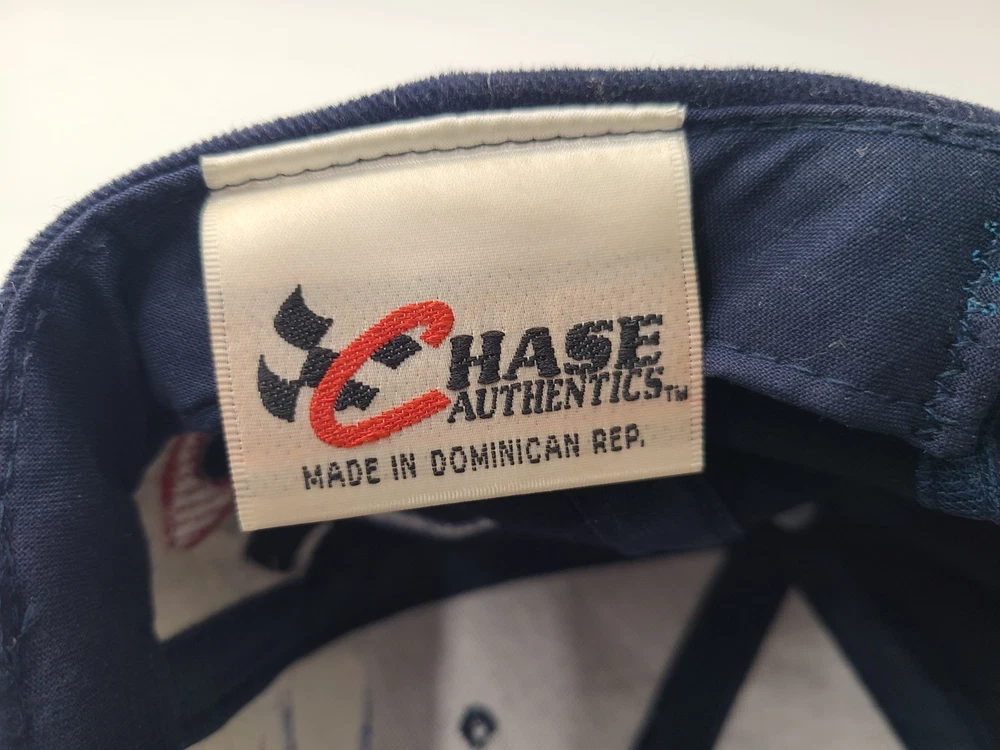 CHASE
AUTHENTICS™
MADE IN DOMINICAN REP.